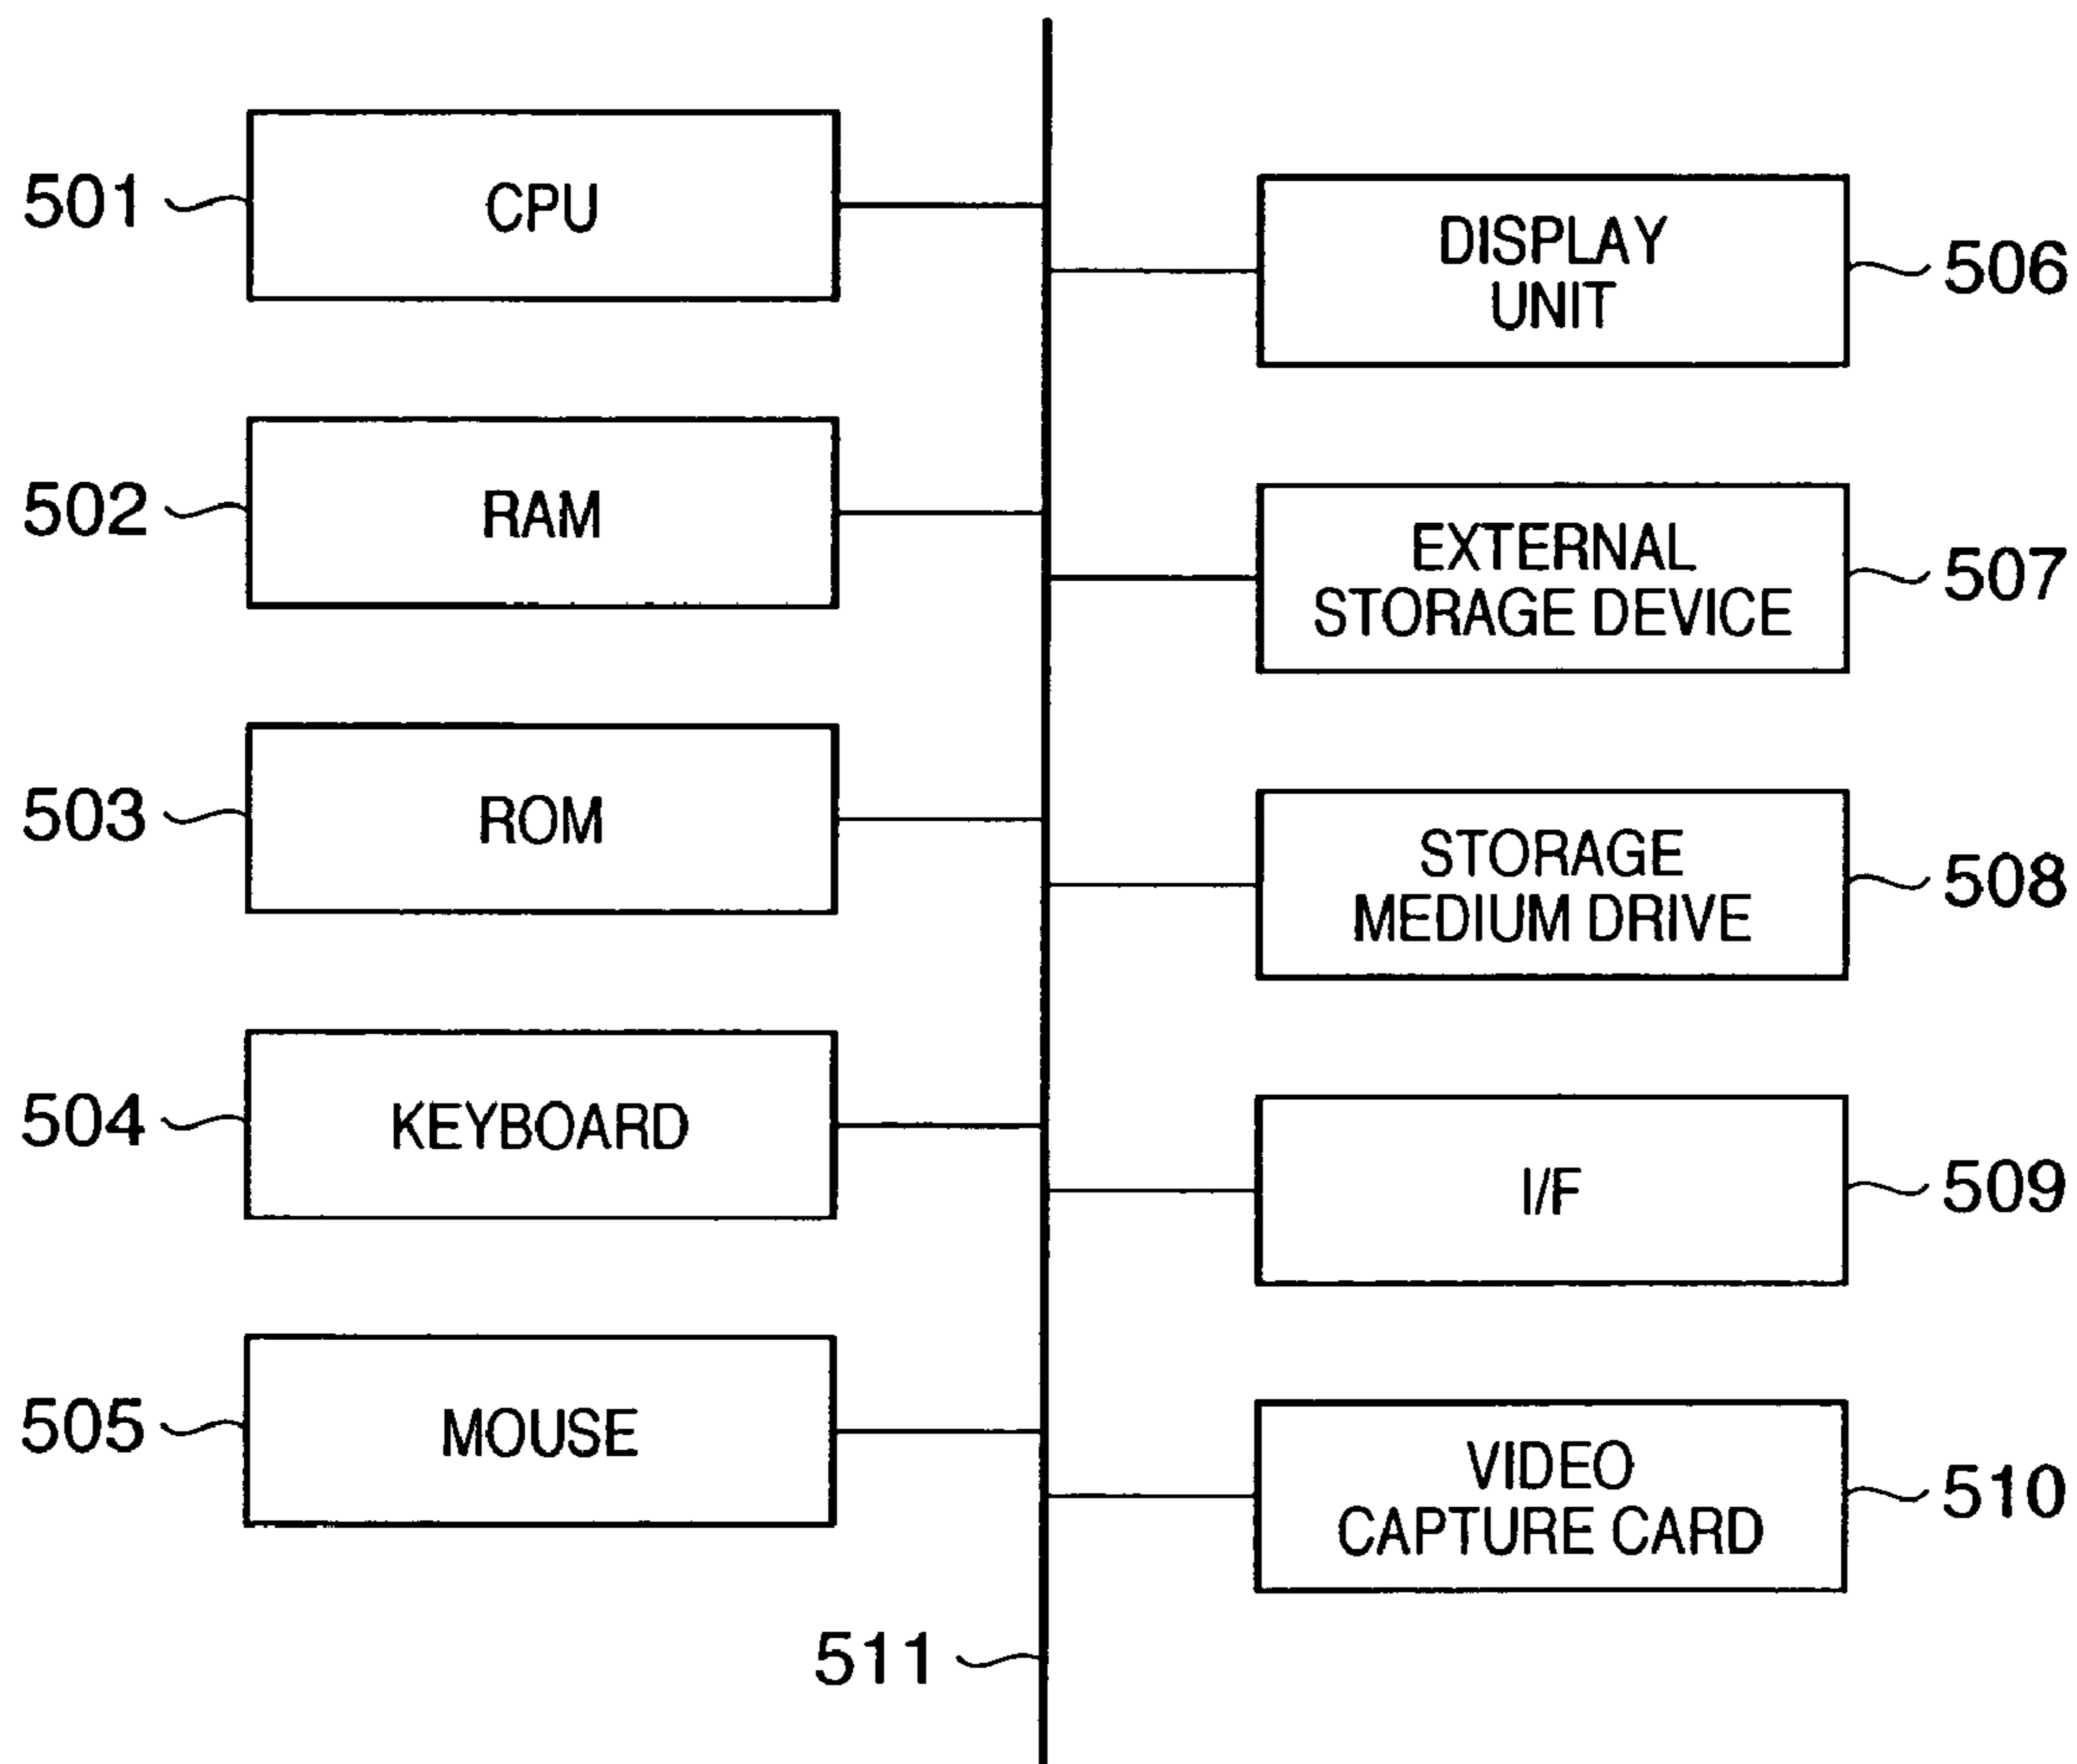 501
CPU
502
RAM
503
ROM
504
KEYBOARD
505
MOUSE
DISPLAY
UNIT
506
EXTERNAL
STORAGE DEVICE
507
STORAGE
MEDIUM DRIVE
508
I/F
509
VIDEO
CAPTURE CARD
510
511